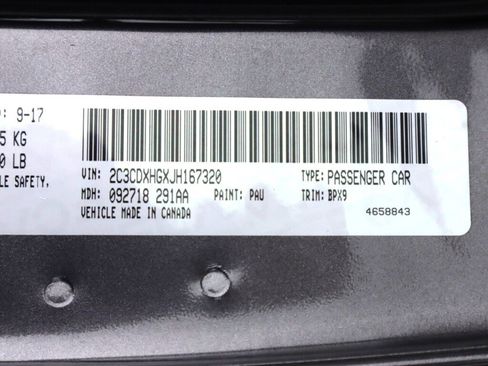 : 9-17
5 KG
0 LB
LE SAFETY,
VIN: 2C3CDXHGXJH167320 TYPE: PASSENGER CAR
MDH: 092718 291AA PAINT: PAU TRIM: BPX9
VEHICLE MADE IN CANADA 4658843